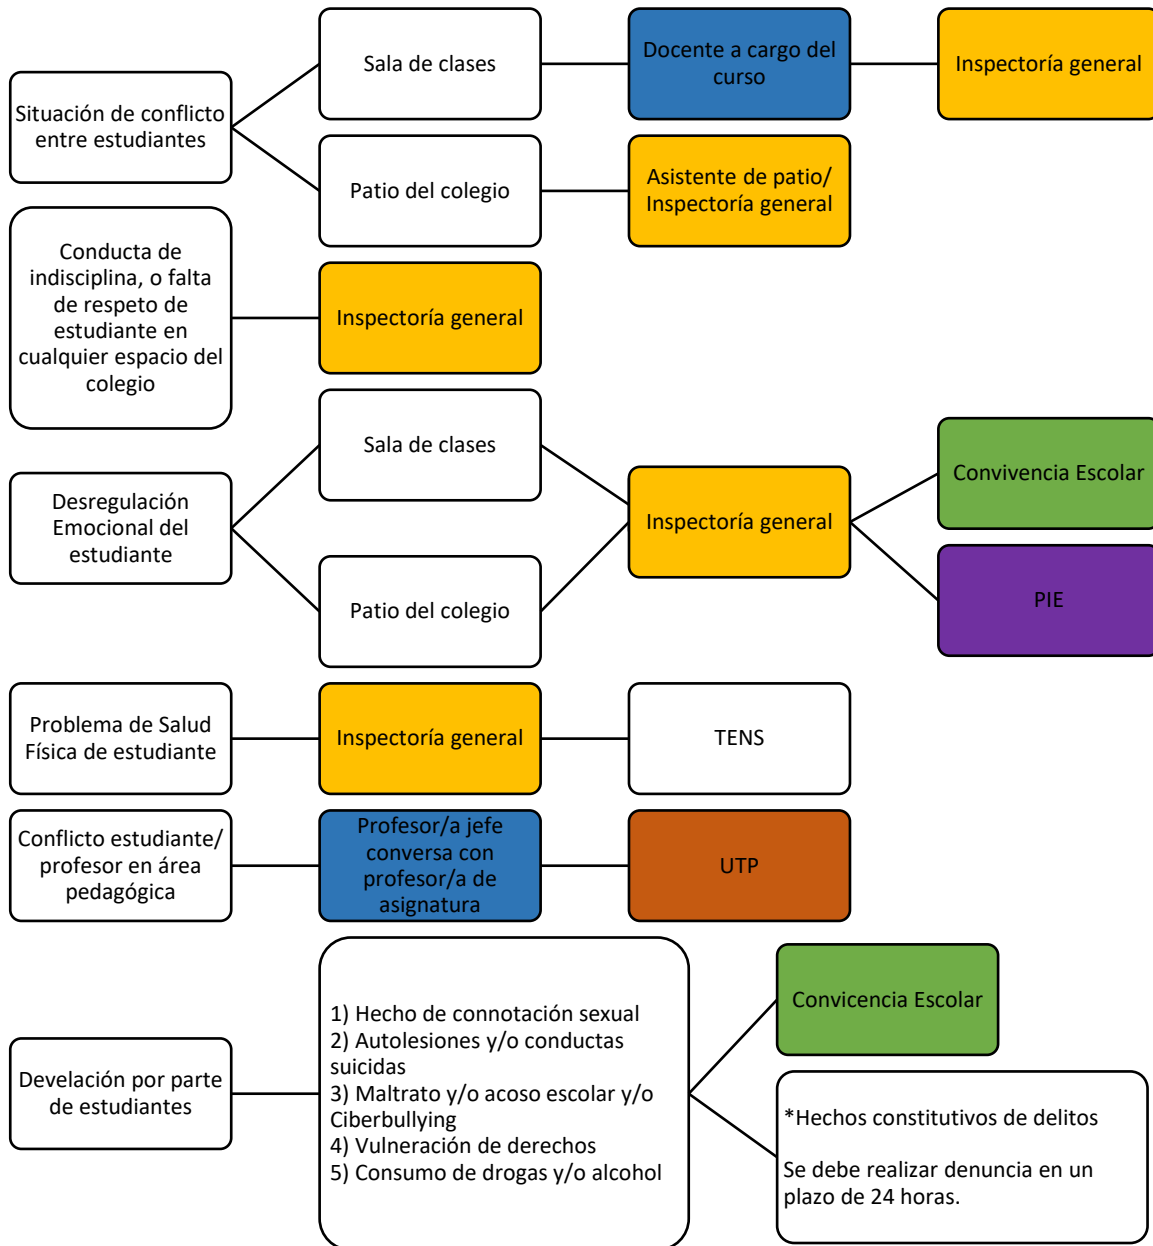 Situación de conflicto
entre estudiantes
Sala de clases
Docente a cargo del
curso
Inspectoría general
Patio del colegio
Asistente de patio/
Inspectoría general
Conducta de
indisciplina, o falta
de respeto de
estudiante en
cualquier espacio del
colegio
Inspectoría general
Desregulación
Emocional del
estudiante
Sala de clases
Patio del colegio
Inspectoría general
Convivencia Escolar
PIE
Problema de Salud
Física de estudiante
Inspectoría general
TENS
Conflicto estudiante/
profesor en área
pedagógica
Profesor/a jefe
conversa con
profesor/a de
asignatura
UTP
Develación por parte
de estudiantes
1) Hecho de connotación sexual
2) Autolesiones y/o conductas
suicidas
3) Maltrato y/o acoso escolar y/o
Ciberbullying
4) Vulneración de derechos
5) Consumo de drogas y/o alcohol
Convicencia Escolar
*Hechos constitutivos de delitos
Se debe realizar denuncia en un
plazo de 24 horas.